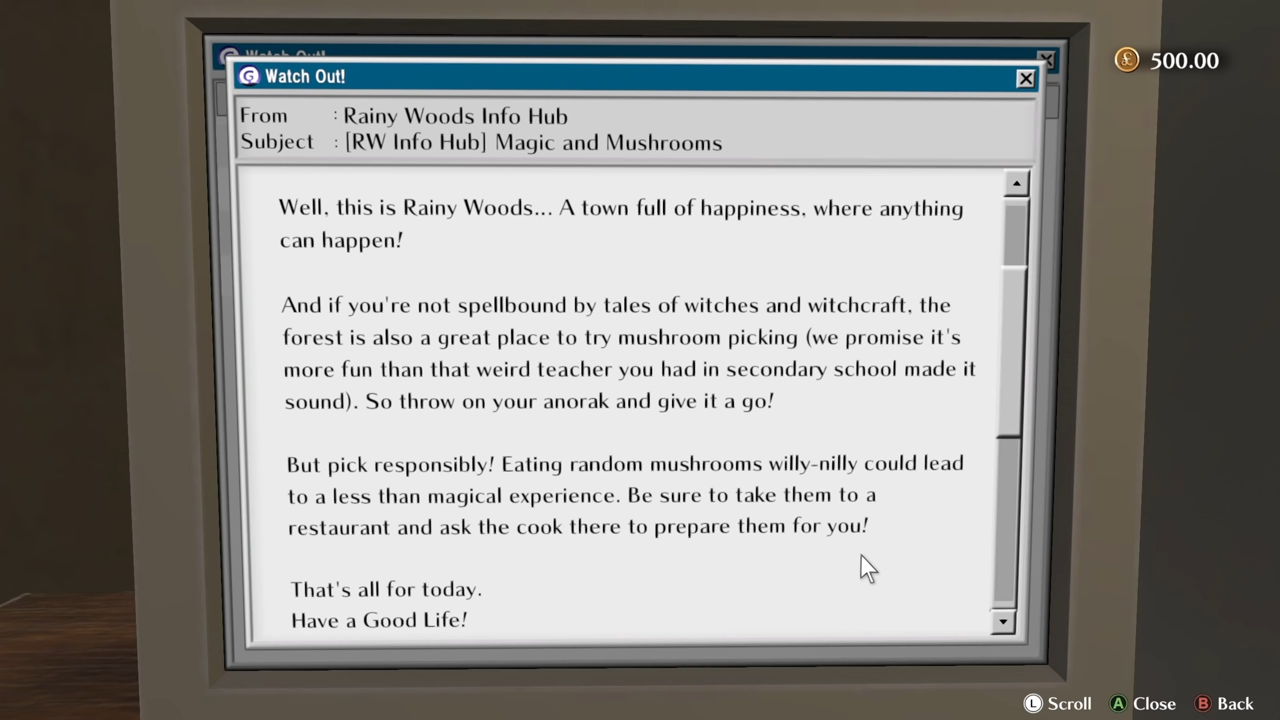 Watch Out!
500.00
Watch Out!
From : Rainy Woods Info Hub
Subject : [RW Info Hub] Magic and Mushrooms
Well, this is Rainy Woods... A town full of happiness, where anything
can happen!
And if you're not spellbound by tales of witches and witchcraft, the
forest is also a great place to try mushroom picking (we promise it's
more fun than that weird teacher you had in secondary school made it
sound). So throw on your anorak and give it a go!
But pick responsibly! Eating random mushrooms willy-nilly could lead
to a less than magical experience. Be sure to take them to a
restaurant and ask the cook there to prepare them for you!
That's all for today.
Have a Good Life!
L Scroll A Close B Back